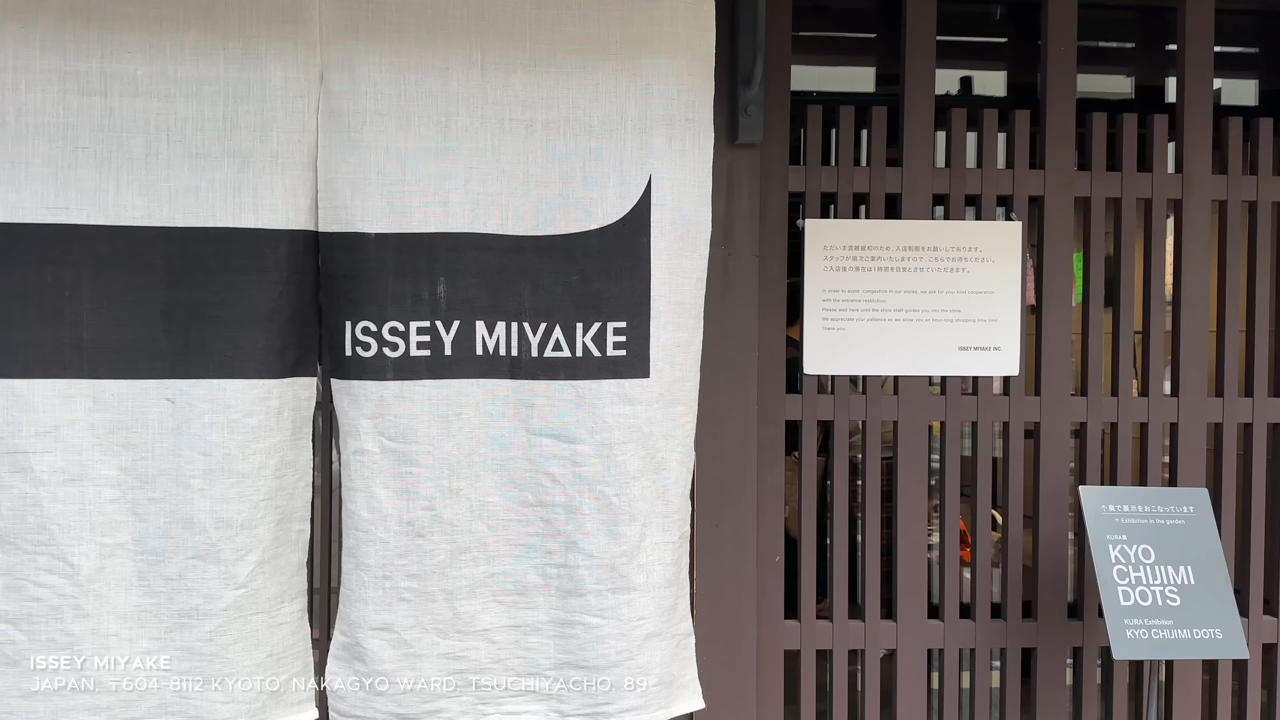 ISSEY MIYAKE
ただいま混雑緩和のため、入店制限をお願いしております。
スタッフが順次ご案内いたしますので、こちらでお待ちください。
ご入店後の滞在は1時間を目安とさせていただきます。
In order to avoid congestion in our stores, we ask for your kind cooperation
with the entrance restriction.
Please wait here until the store staff guides you into the store.
We appreciate your patience as we allow you an hour-long shopping time limit.
Thank you.
ISSEY MIYAKE INC.
↑ 奥で展示をおこなっています
↑ Exhibition in the garden
KURA展
KYO
CHIJIMI
DOTS
KURA Exhibition
KYO CHIJIMI DOTS
ISSEY MIYAKE
JAPAN, 〒604-8112 KYOTO, NAKAGYO WARD, TSUCHIYACHO, 89